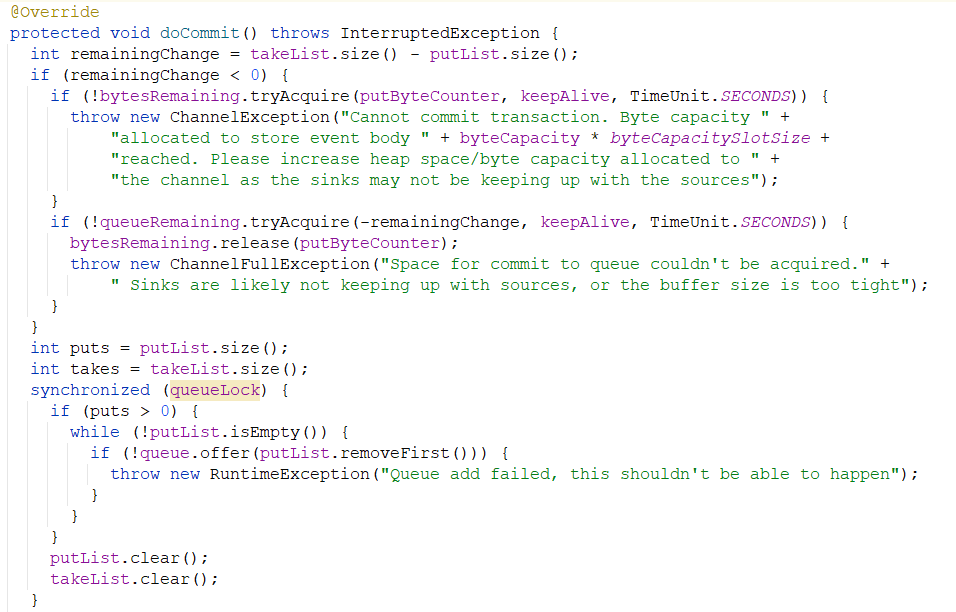 @Override
protected void doCommit() throws InterruptedException {
  int remainingChange = takeList.size() - putList.size();
  if (remainingChange < 0) {
    if (!bytesRemaining.tryAcquire(putByteCounter, keepAlive, TimeUnit.SECONDS)) {
      throw new ChannelException("Cannot commit transaction. Byte capacity " +
          "allocated to store event body " + byteCapacity * byteCapacitySlotSize +
          "reached. Please increase heap space/byte capacity allocated to " +
          "the channel as the sinks may not be keeping up with the sources");
    }
    if (!queueRemaining.tryAcquire(-remainingChange, keepAlive, TimeUnit.SECONDS)) {
      bytesRemaining.release(putByteCounter);
      throw new ChannelFullException("Space for commit to queue couldn't be acquired." +
          " Sinks are likely not keeping up with sources, or the buffer size is too tight");
    }
  }
  int puts = putList.size();
  int takes = takeList.size();
  synchronized (queueLock) {
    if (puts > 0) {
      while (!putList.isEmpty()) {
        if (!queue.offer(putList.removeFirst())) {
          throw new RuntimeException("Queue add failed, this shouldn't be able to happen");
        }
      }
    }
    putList.clear();
    takeList.clear();
  }